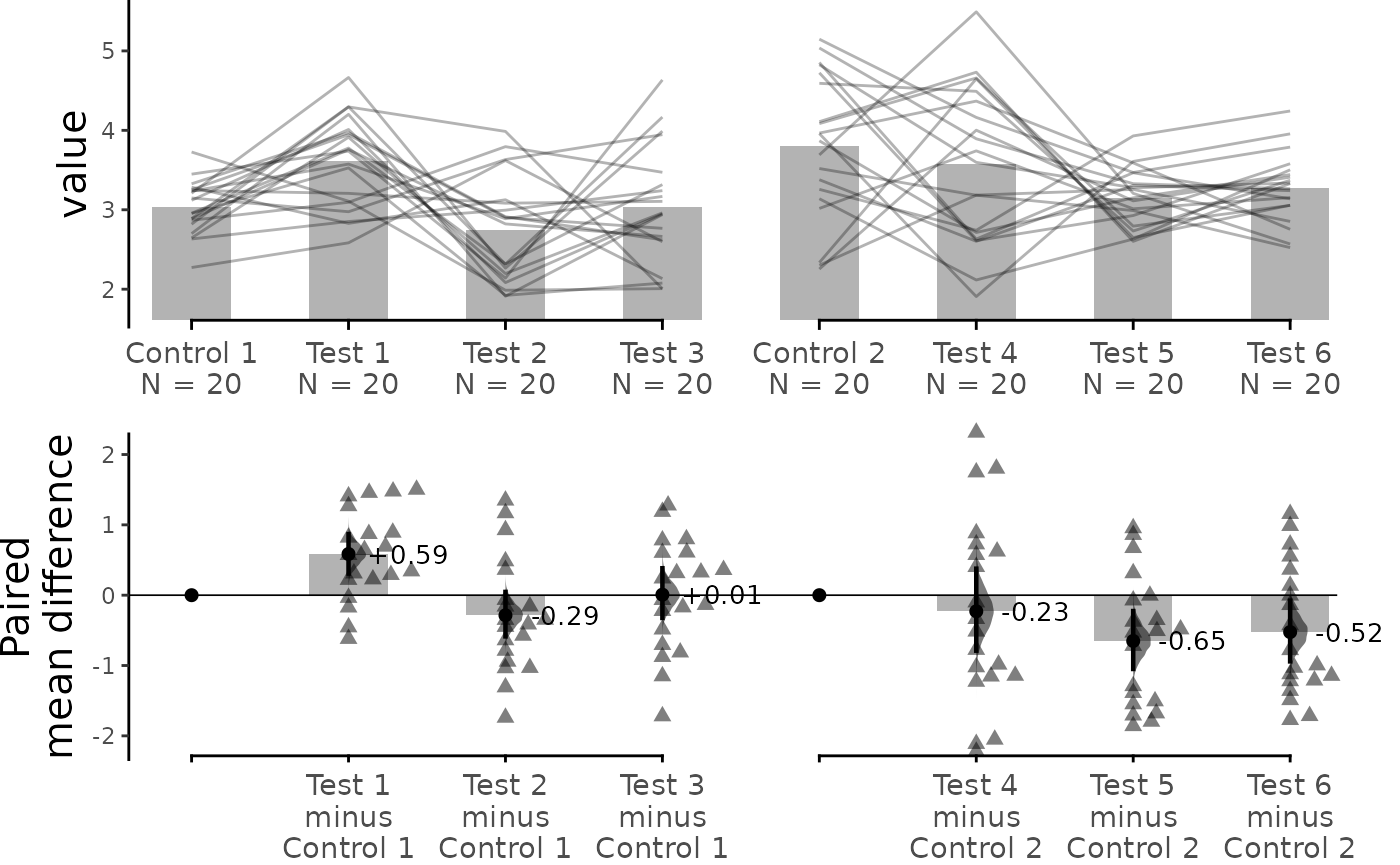 value
5
4
3
2
Control 1
N = 20
Test 1
N = 20
Test 2
N = 20
Test 3
N = 20
Control 2
N = 20
Test 4
N = 20
Test 5
N = 20
Test 6
N = 20
Paired
mean difference
2
1
0
-1
-2
+0.59
-0.29
+0.01
-0.23
-0.65
-0.52
Test 1
minus
Control 1
Test 2
minus
Control 1
Test 3
minus
Control 1
Test 4
minus
Control 2
Test 5
minus
Control 2
Test 6
minus
Control 2